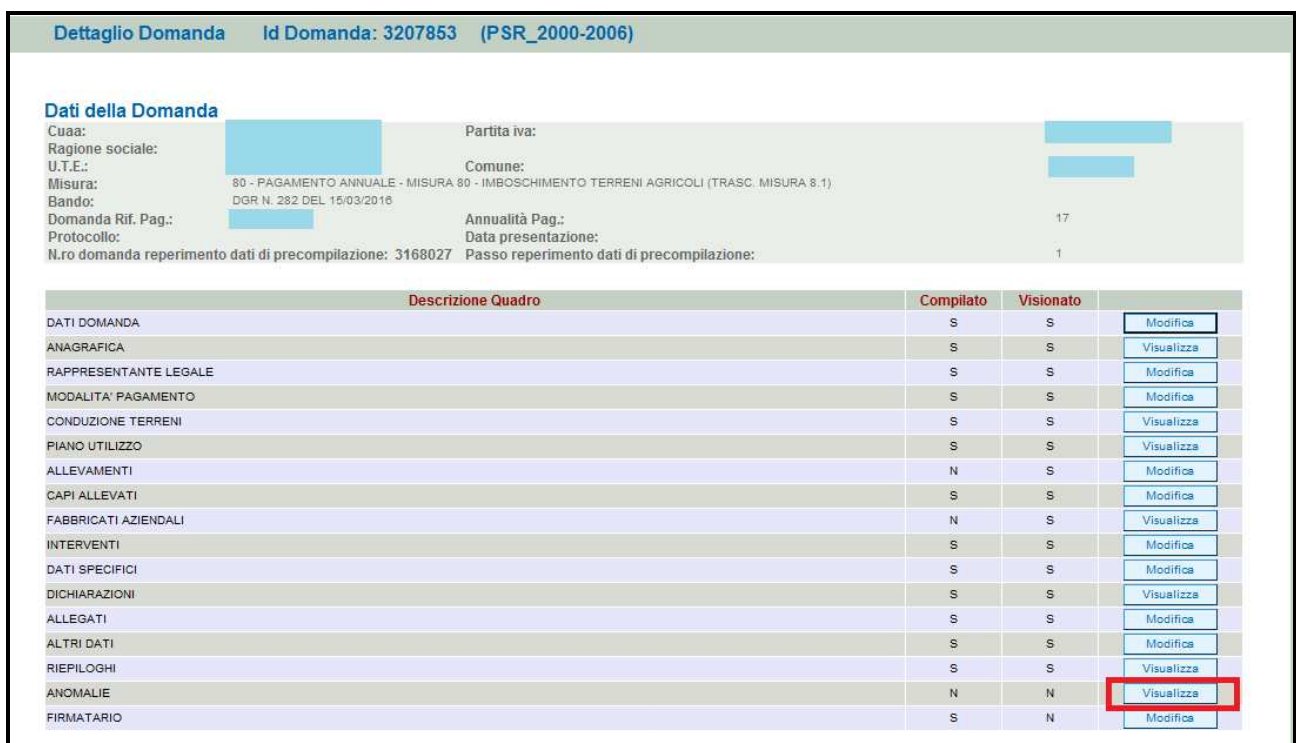 Dettaglio Domanda Id Domanda: 3207853 (PSR_2000-2006)
Dati della Domanda
Cuaa: Partita iva:
Ragione sociale:
U.T.E.: Comune:
Misura: 80 - PAGAMENTO ANNUALE - MISURA 80 - IMBOSCHIMENTO TERRENI AGRICOLI (TRASC. MISURA 8.1)
Bando: DGR N. 282 DEL 15/03/2016
Domanda Rif. Pag.: Annualità Pag.: 17
Protocollo: Data presentazione:
N.ro domanda reperimento dati di precompilazione: 3168027 Passo reperimento dati di precompilazione: 1
Descrizione Quadro Compilato Visionato
DATI DOMANDA S S Modifica
ANAGRAFICA S S Visualizza
RAPPRESENTANTE LEGALE S S Modifica
MODALITA' PAGAMENTO S S Modifica
CONDUZIONE TERRENI S S Visualizza
PIANO UTILIZZO S S Visualizza
ALLEVAMENTI N S Modifica
CAPI ALLEVATI S S Modifica
FABBRICATI AZIENDALI N S Visualizza
INTERVENTI S S Modifica
DATI SPECIFICI S S Modifica
DICHIARAZIONI S S Visualizza
ALLEGATI S S Modifica
ALTRI DATI S S Modifica
RIEPILOGHI S S Visualizza
ANOMALIE N N Visualizza
FIRMATARIO S N Modifica